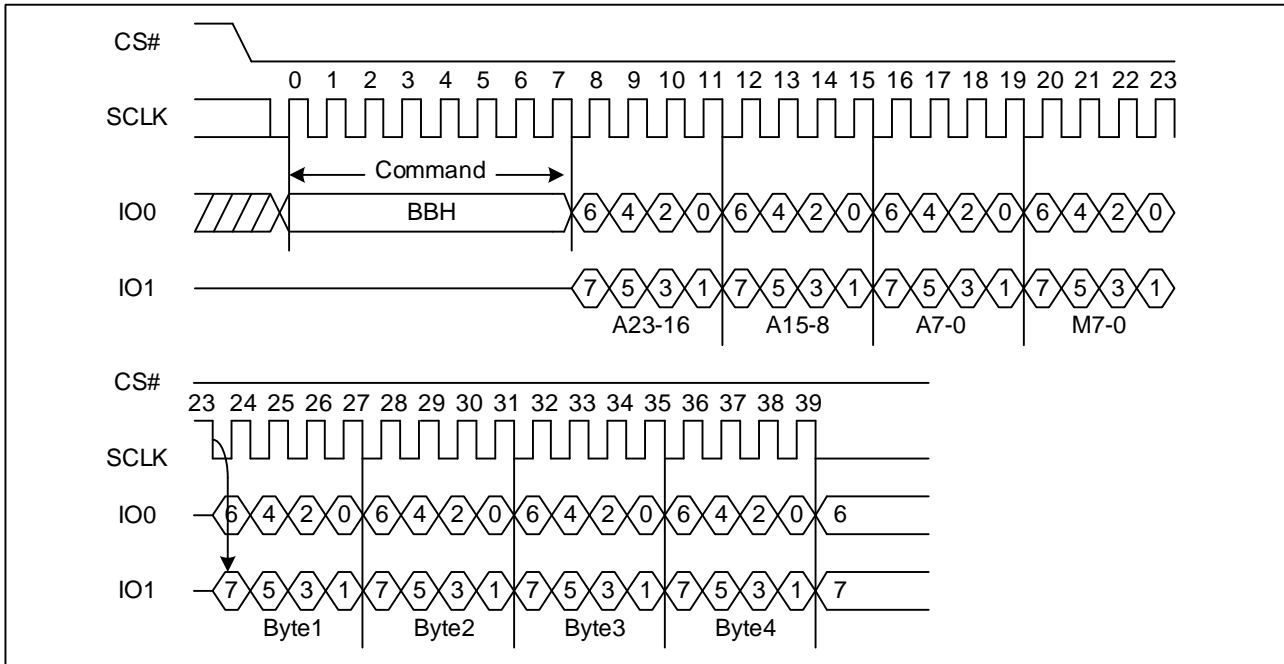 CS#
0 1 2 3 4 5 6 7 8 9 10 11 12 13 14 15 16 17 18 19 20 21 22 23
SCLK
Command
IO0 BBH 6 4 2 0 6 4 2 0 6 4 2 0 6 4 2 0
IO1 7 5 3 1 7 5 3 1 7 5 3 1 7 5 3 1
A23-16 A15-8 A7-0 M7-0
CS#
23 24 25 26 27 28 29 30 31 32 33 34 35 36 37 38 39
SCLK
IO0 6 4 2 0 6 4 2 0 6 4 2 0 6 4 2 0 6
IO1 7 5 3 1 7 5 3 1 7 5 3 1 7 5 3 1 7
Byte1 Byte2 Byte3 Byte4